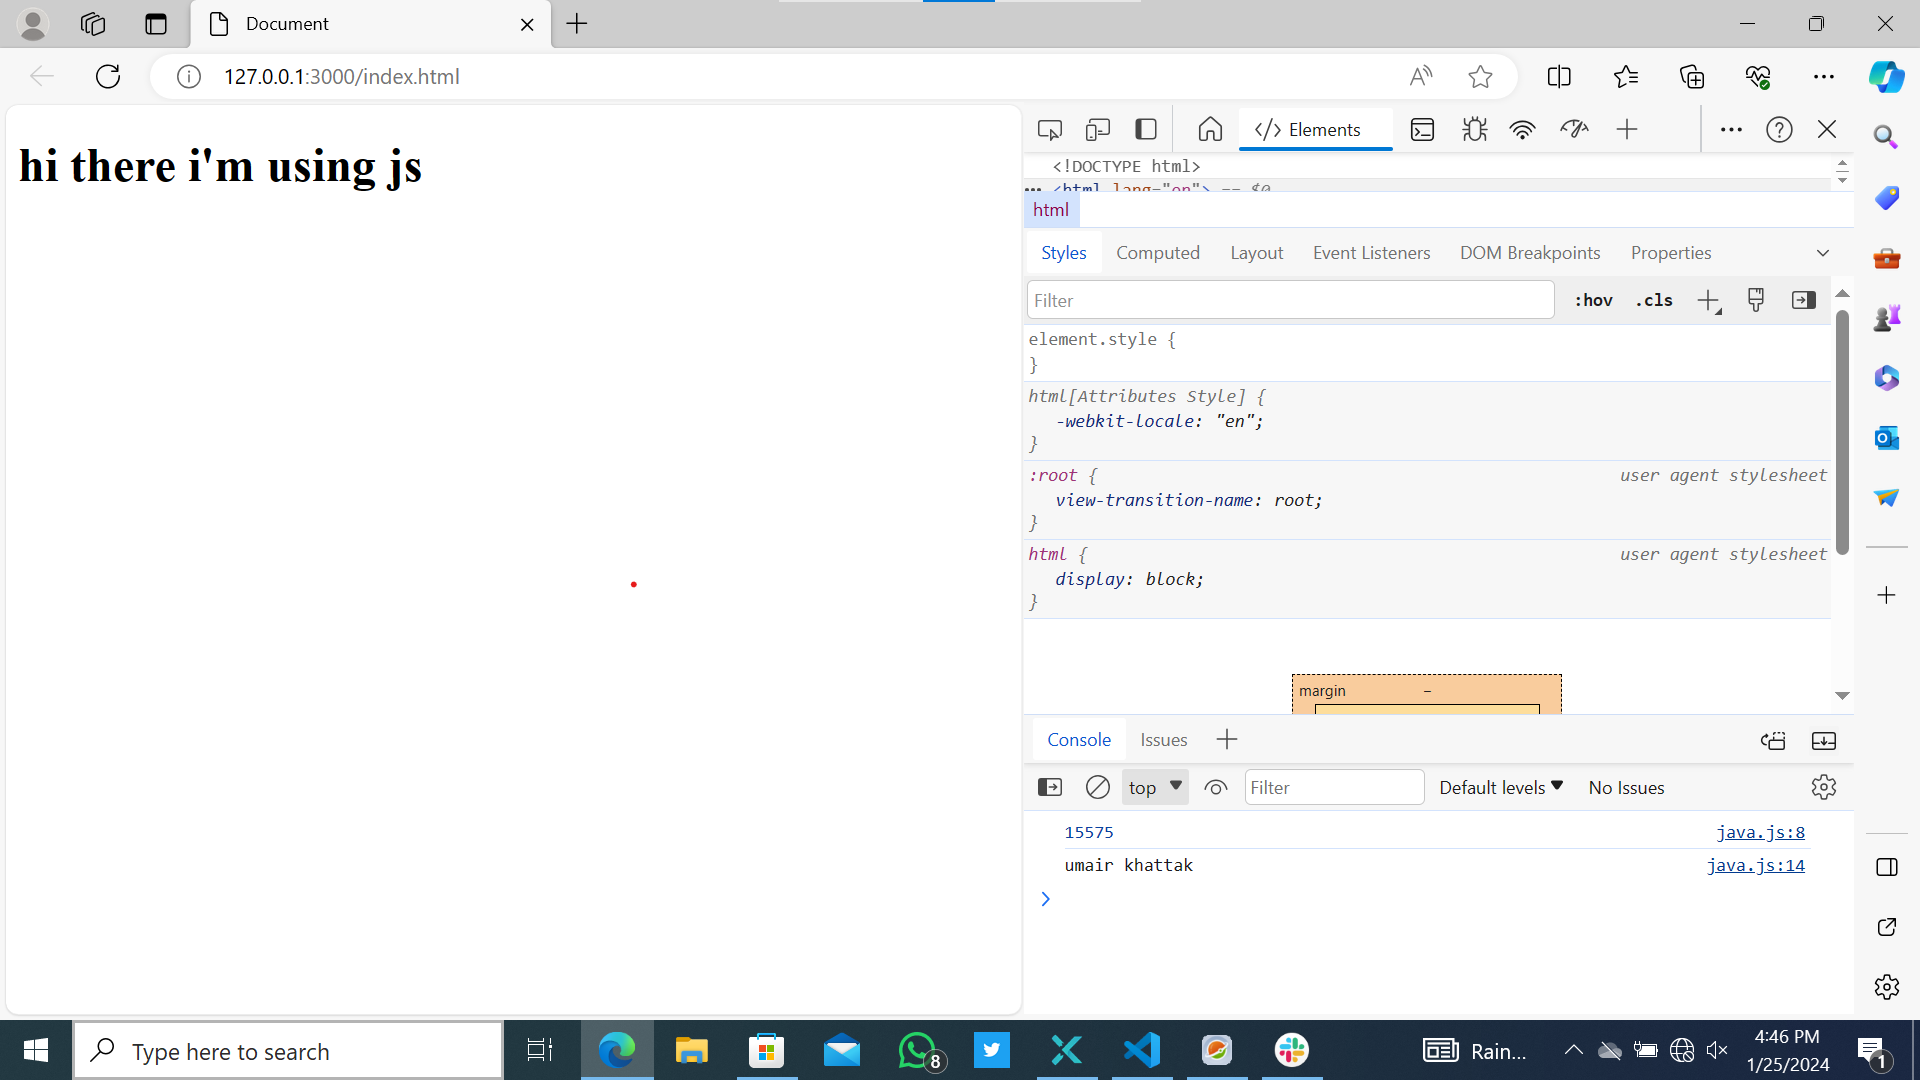 Document
127.0.0.1:3000/index.html
hi there i'm using js
Elements
<!DOCTYPE html>
<html lang="en"> == $0
html
Styles Computed Layout Event Listeners DOM Breakpoints Properties
Filter :hov .cls
element.style {
}
html[Attributes Style] {
-webkit-locale: "en";
}
:root { user agent stylesheet
view-transition-name: root;
}
html { user agent stylesheet
display: block;
}
margin –
Console Issues
top Filter Default levels No Issues
15575 java.js:8
umair khattak java.js:14
Type here to search
8
Rain...
4:46 PM
1/25/2024
1